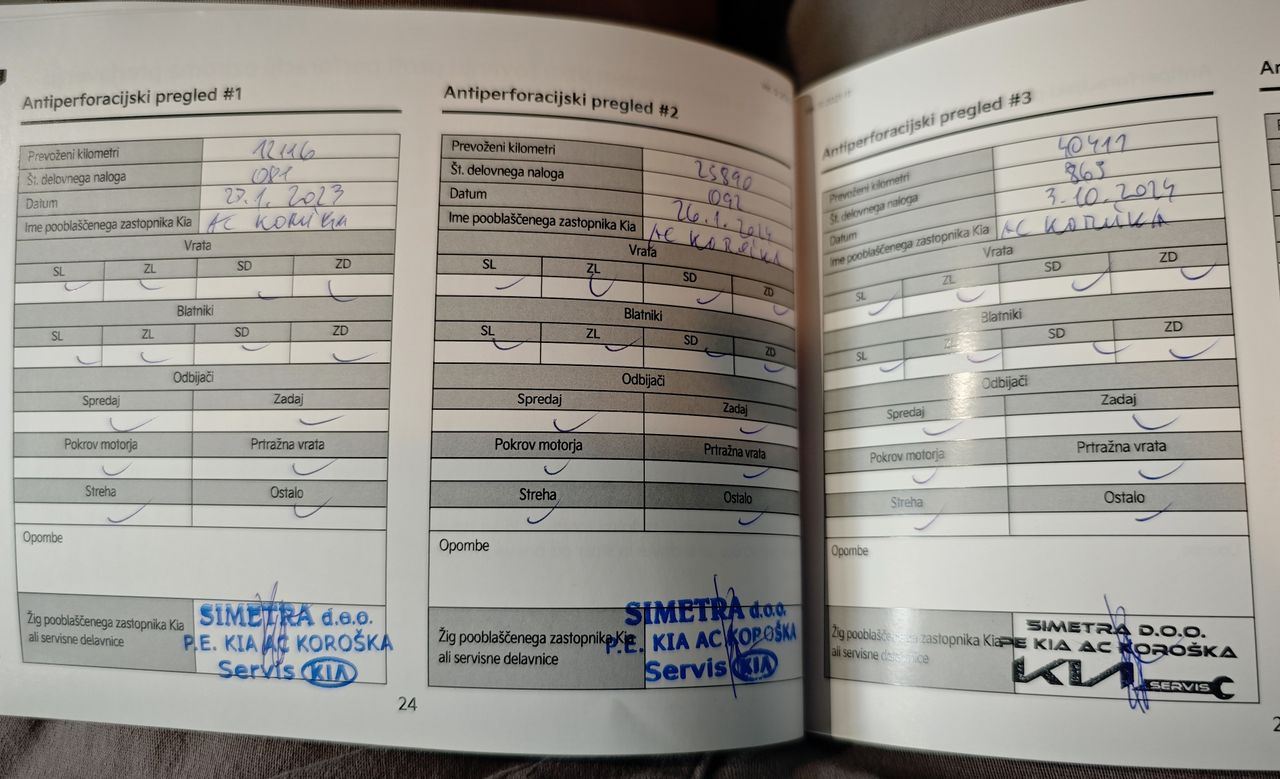 Antiperforacijski pregled #1
Prevoženi kilometri 12116
Št. delovnega naloga 081
Datum 27.1. 2023
Ime pooblaščenega zastopnika Kia AC KOROŠKA
Vrata
SL ZL SD ZD
Blatniki
SL ZL SD ZD
Odbijači
Spredaj Zadaj
Pokrov motorja Prtražna vrata
Streha Ostalo
Opombe
Žig pooblaščenega zastopnika Kia
ali servisne delavnice
SIMETRA d.o.o.
P.E. KIA AC KOROŠKA
Servis KIA
Antiperforacijski pregled #2
Prevoženi kilometri 25890
Št. delovnega naloga 092
Datum 26.1. 2024
Ime pooblaščenega zastopnika Kia AC KOROŠKA
Vrata
SL ZL SD ZD
Blatniki
SL ZL SD ZD
Odbijači
Spredaj Zadaj
Pokrov motorja Prtražna vrata
Streha Ostalo
Opombe
Žig pooblaščenega zastopnika Kia
ali servisne delavnice
SIMETRA d.o.o.
P.E. KIA AC KOROŠKA
Servis KIA
24
Antiperforacijski pregled #3
Prevoženi kilometri 40411
Št. delovnega naloga 863
Datum 3.10.2024
Ime pooblaščenega zastopnika Kia AC KOROŠKA
Vrata
SL ZL SD ZD
Blatniki
SL ZL SD ZD
Odbijači
Spredaj Zadaj
Pokrov motorja Prtražna vrata
Streha Ostalo
Opombe
Žig pooblaščenega zastopnika Kia
ali servisne delavnice
SIMETRA D.O.O.
PE KIA AC KOROŠKA
KIA SERVIS